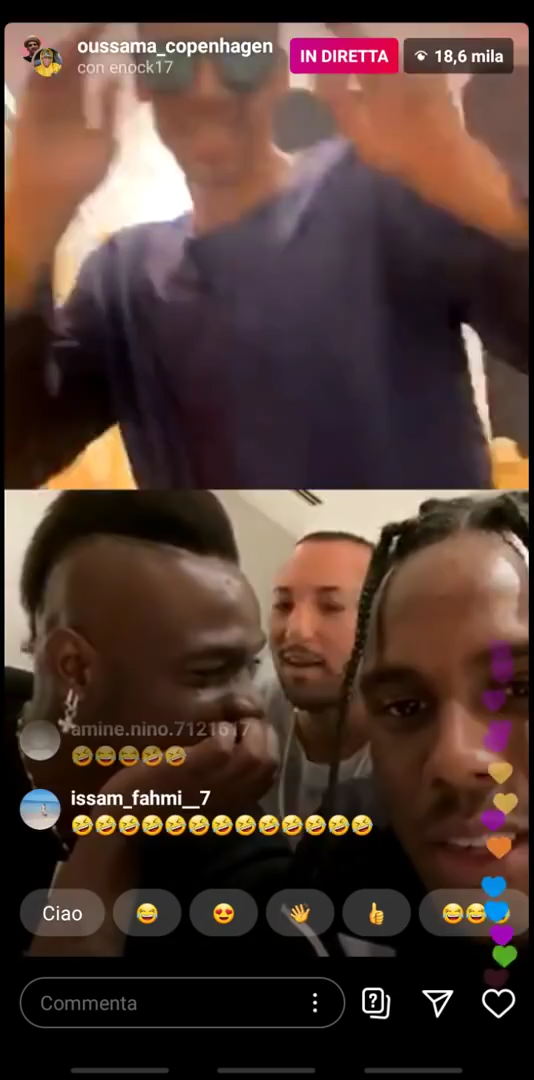 oussama_copenhagen
con enock17
IN DIRETTA
18,6 mila
amine.nino.7121617
🤣😂😂🤣🤣
issam_fahmi__7
🤣🤣🤣🤣🤣🤣🤣🤣🤣🤣🤣🤣🤣
Ciao
Commenta